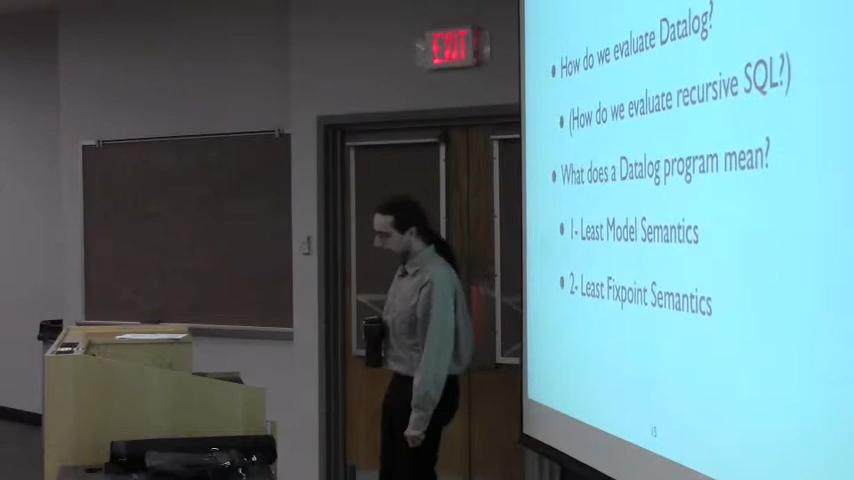 EXIT
• How do we evaluate Datalog?
• (How do we evaluate recursive SQL?)
• What does a Datalog program mean?
• 1- Least Model Semantics
• 2- Least Fixpoint Semantics
13